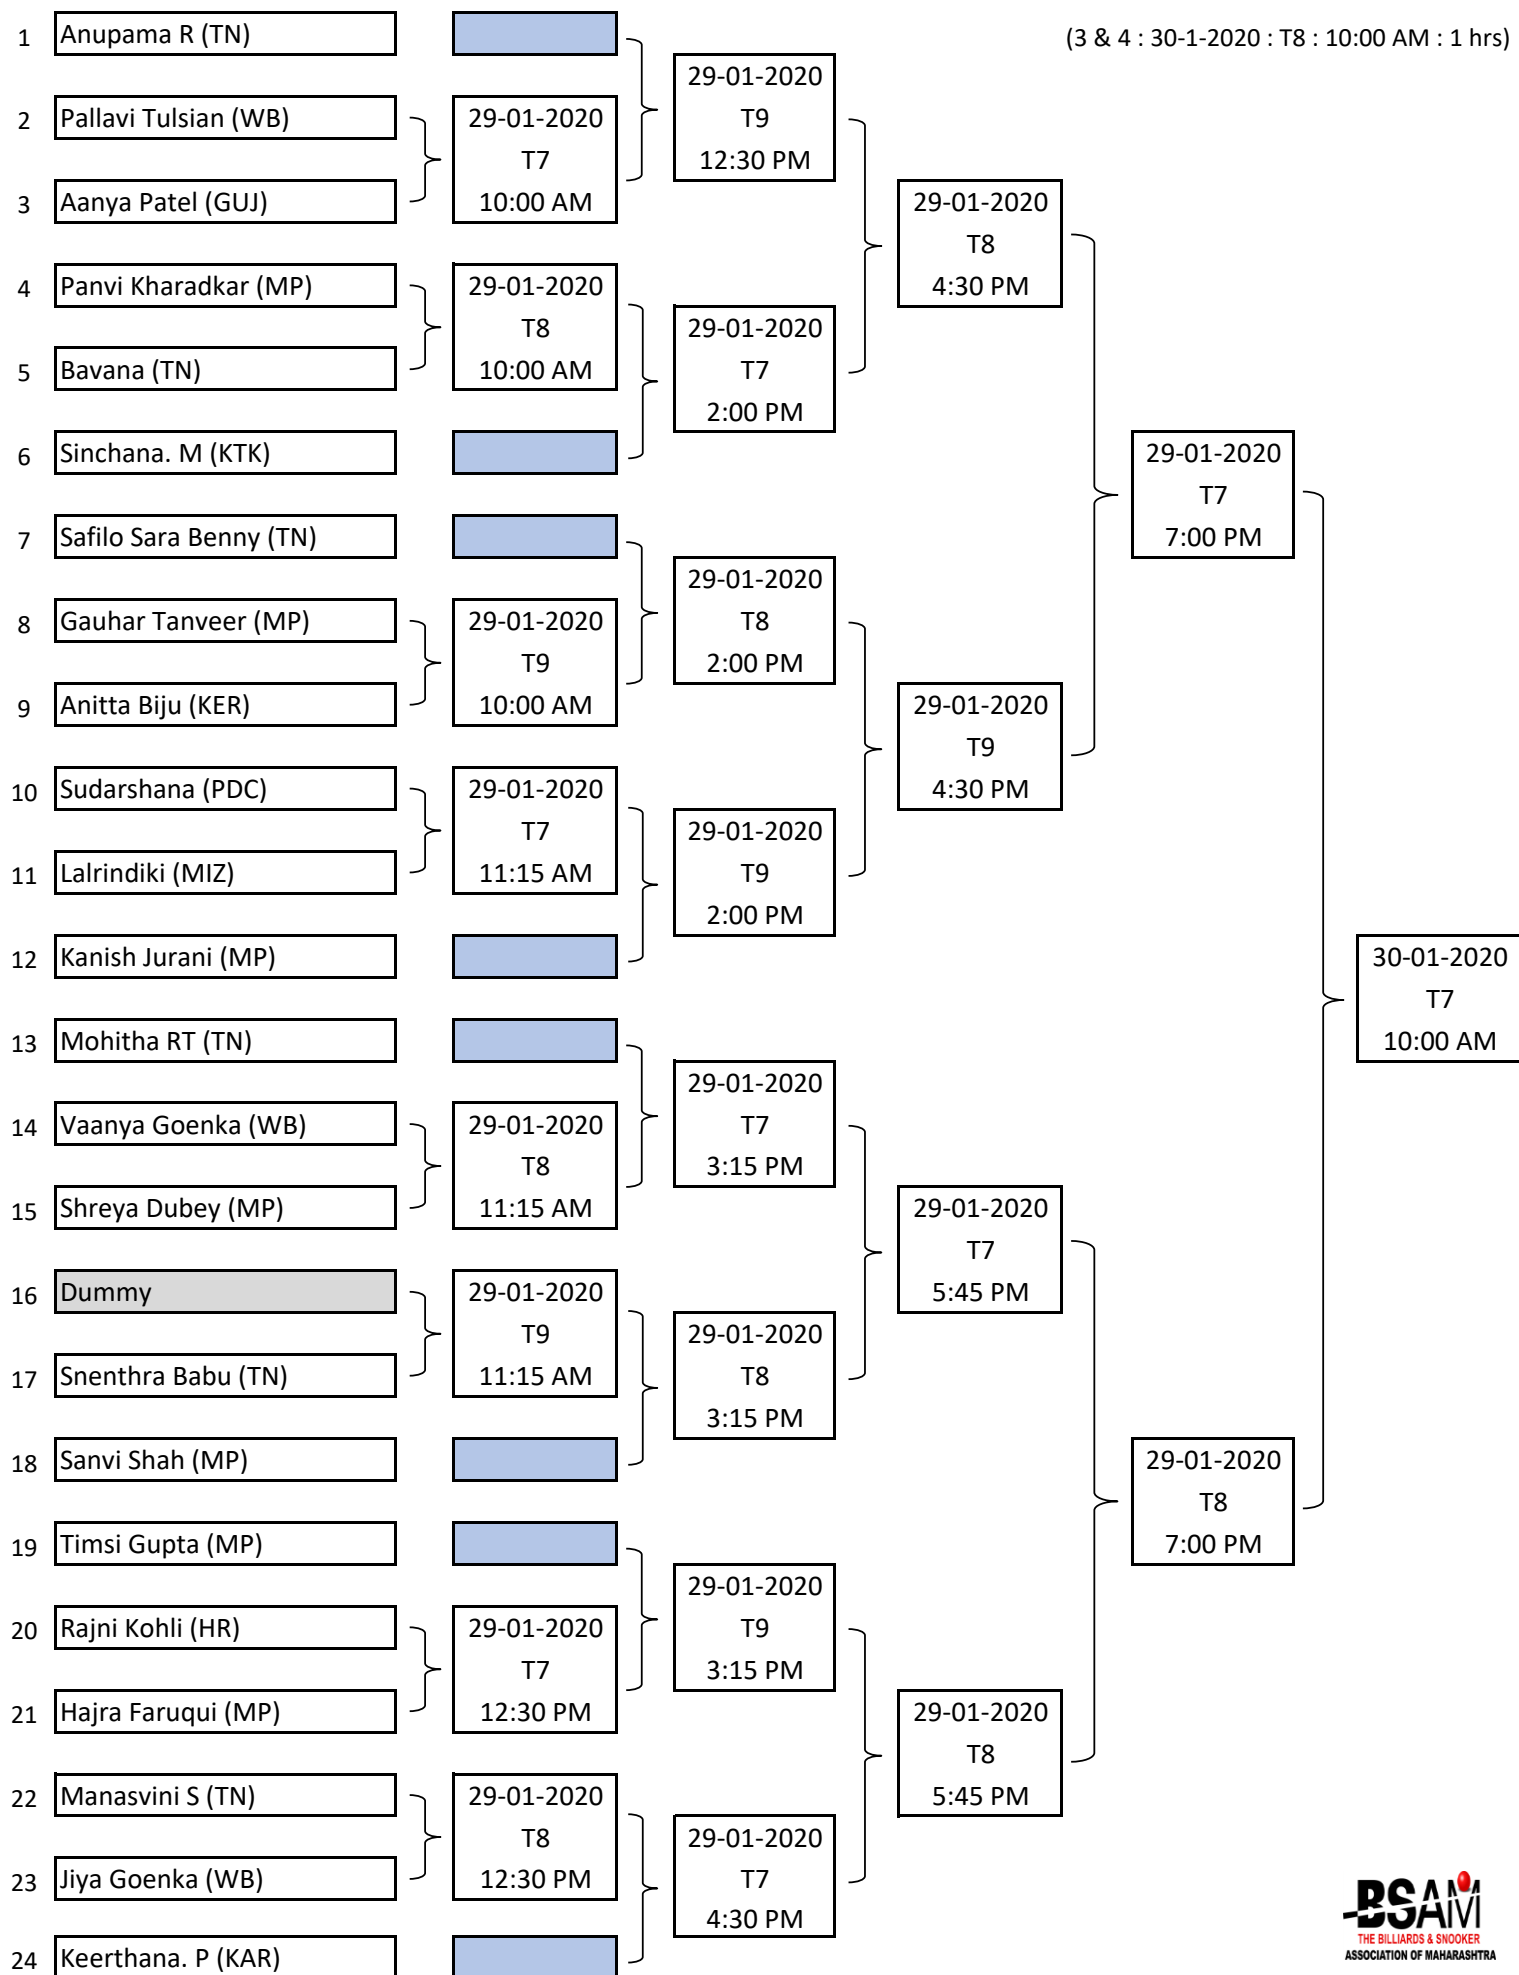 (3 & 4 : 30-1-2020 : T8 : 10:00 AM : 1 hrs)
1 Anupama R (TN)
2 Pallavi Tulsian (WB)
3 Aanya Patel (GUJ)
4 Panvi Kharadkar (MP)
5 Bavana (TN)
6 Sinchana. M (KTK)
7 Safilo Sara Benny (TN)
8 Gauhar Tanveer (MP)
9 Anitta Biju (KER)
10 Sudarshana (PDC)
11 Lalrindiki (MIZ)
12 Kanish Jurani (MP)
13 Mohitha RT (TN)
14 Vaanya Goenka (WB)
15 Shreya Dubey (MP)
16 Dummy
17 Snenthra Babu (TN)
18 Sanvi Shah (MP)
19 Timsi Gupta (MP)
20 Rajni Kohli (HR)
21 Hajra Faruqui (MP)
22 Manasvini S (TN)
23 Jiya Goenka (WB)
24 Keerthana. P (KAR)
29-01-2020
T7
10:00 AM
29-01-2020
T8
10:00 AM
29-01-2020
T9
10:00 AM
29-01-2020
T7
11:15 AM
29-01-2020
T8
11:15 AM
29-01-2020
T9
11:15 AM
29-01-2020
T7
12:30 PM
29-01-2020
T8
12:30 PM
29-01-2020
T9
12:30 PM
29-01-2020
T7
2:00 PM
29-01-2020
T8
2:00 PM
29-01-2020
T9
2:00 PM
29-01-2020
T7
3:15 PM
29-01-2020
T8
3:15 PM
29-01-2020
T9
3:15 PM
29-01-2020
T7
4:30 PM
29-01-2020
T8
4:30 PM
29-01-2020
T9
4:30 PM
29-01-2020
T7
5:45 PM
29-01-2020
T8
5:45 PM
29-01-2020
T7
7:00 PM
29-01-2020
T8
7:00 PM
30-01-2020
T7
10:00 AM
BSAM
THE BILLIARDS & SNOOKER
ASSOCIATION OF MAHARASHTRA